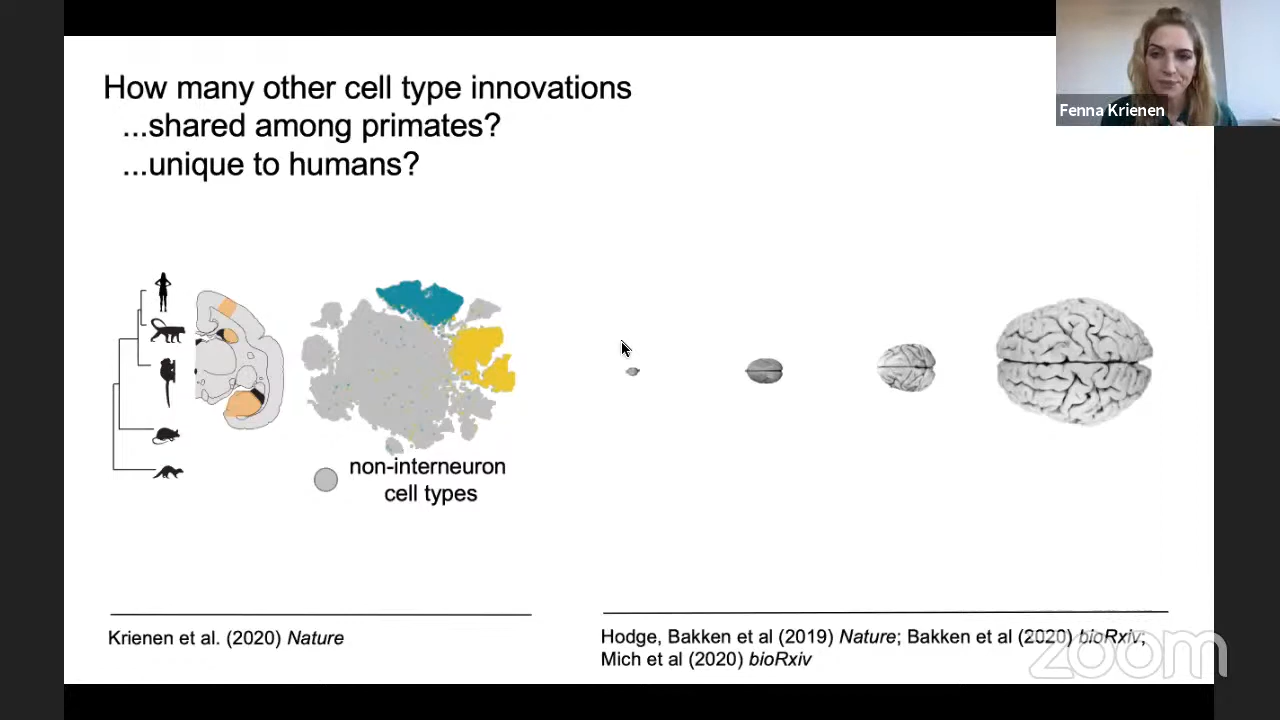 How many other cell type innovations
...shared among primates?
...unique to humans?
Fenna Krienen
non-interneuron
cell types
Krienen et al. (2020) Nature
Hodge, Bakken et al (2019) Nature; Bakken et al (2020) bioRxiv;
Mich et al (2020) bioRxiv
zoom